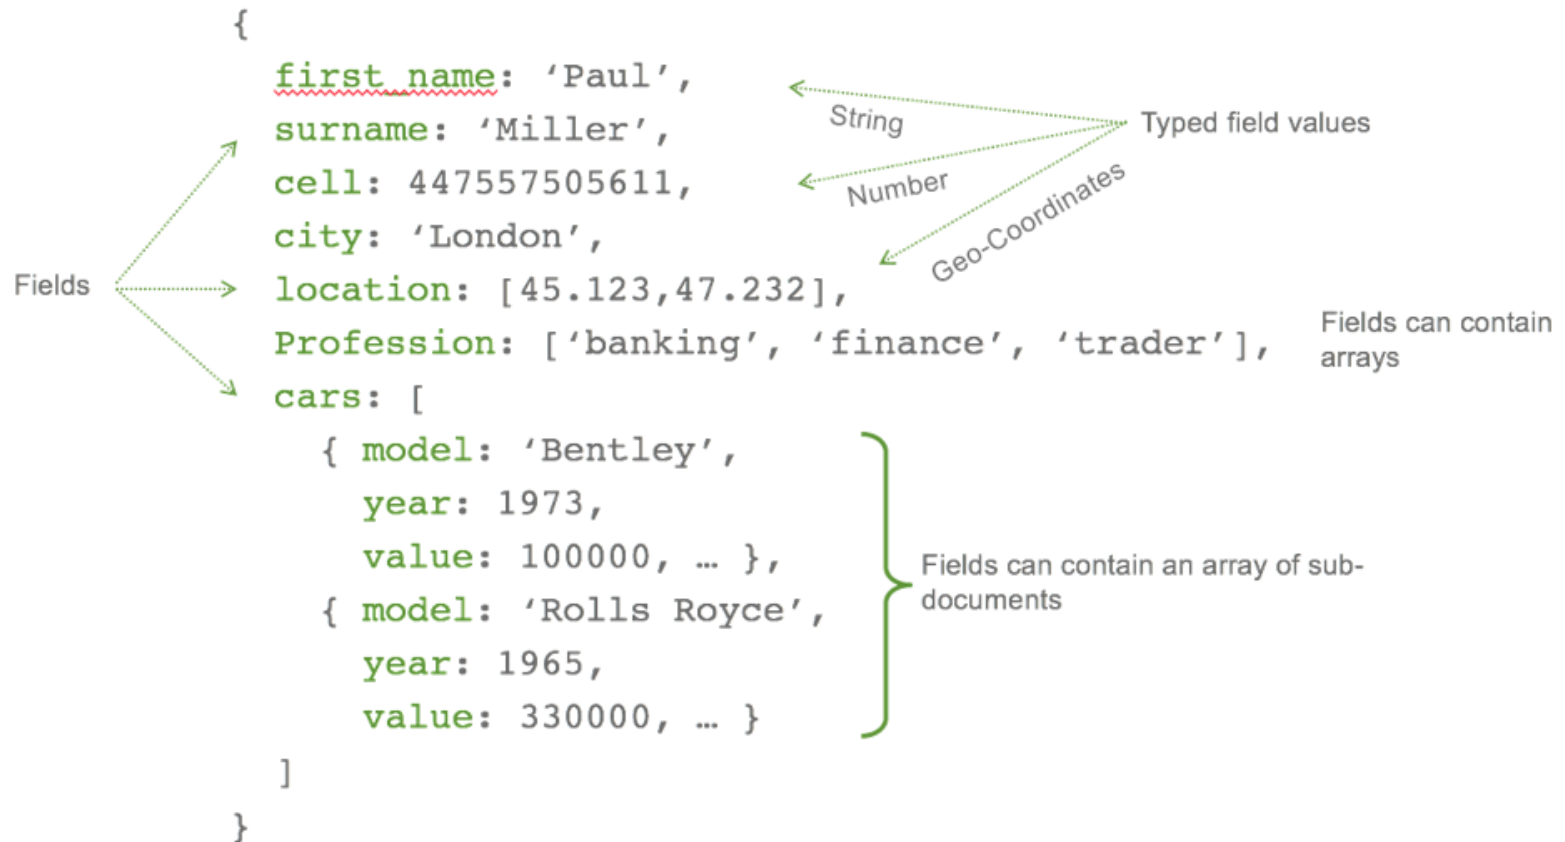 {
first_name: ‘Paul’,
surname: ‘Miller’,
cell: 447557505611,
city: ‘London’,
location: [45.123,47.232],
Profession: [‘banking’, ‘finance’, ‘trader’],
cars: [
{ model: ‘Bentley’,
year: 1973,
value: 100000, … },
{ model: ‘Rolls Royce’,
year: 1965,
value: 330000, … }
]
}
Fields
String
Number
Geo-Coordinates
Typed field values
Fields can contain
arrays
Fields can contain an array of sub-
documents